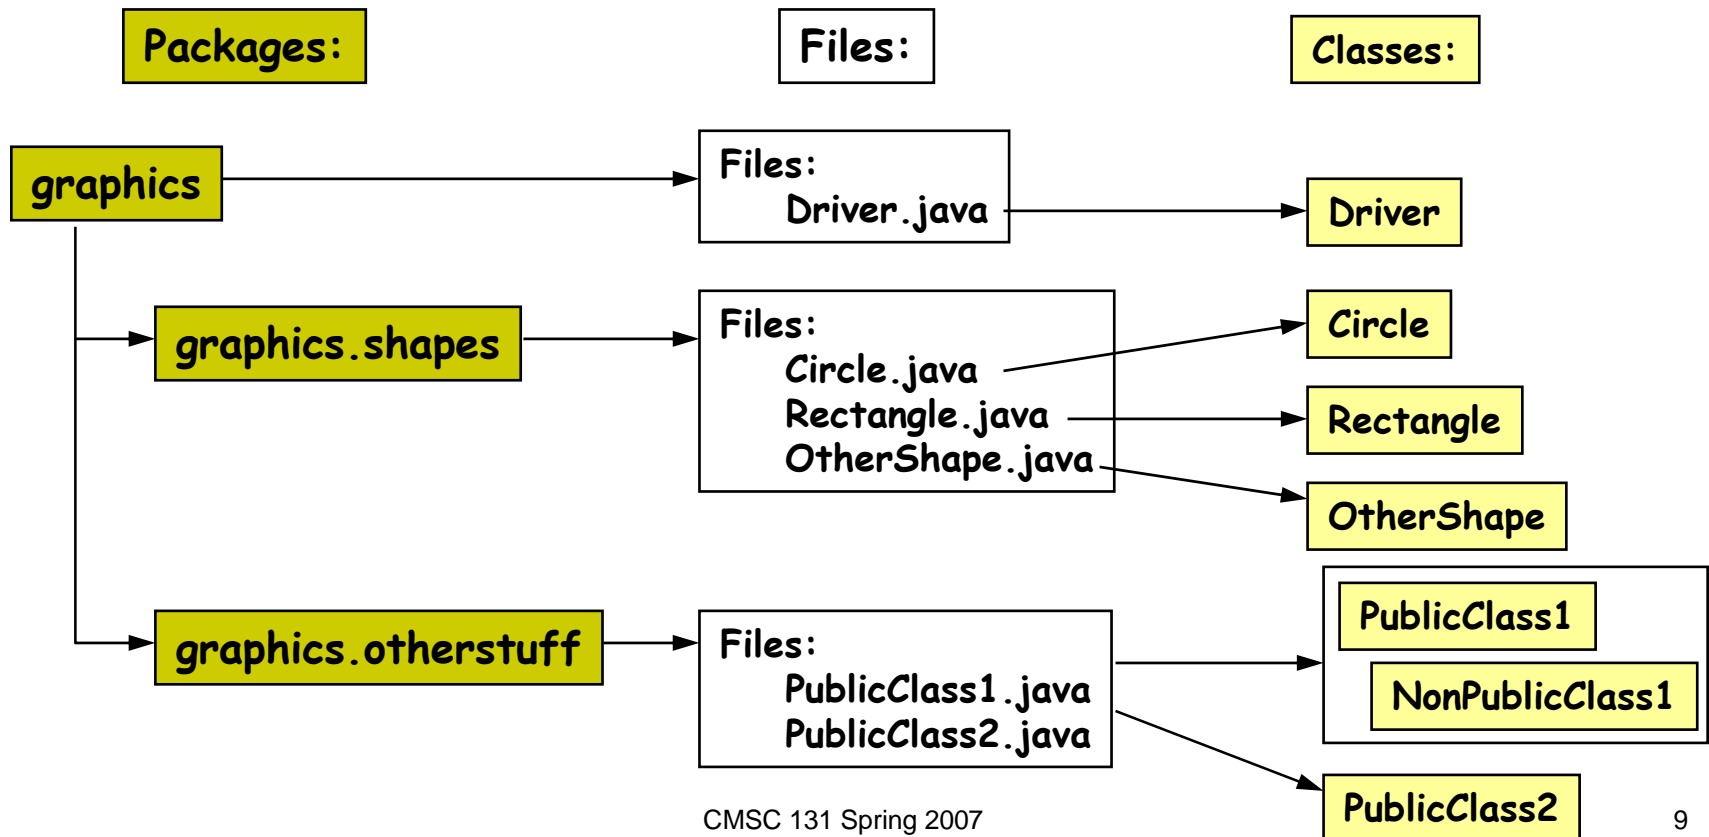 Packages:
Files:
Classes:
graphics
Files:
Driver.java
Driver
graphics.shapes
Files:
Circle.java
Rectangle.java
OtherShape.java
Circle
Rectangle
OtherShape
graphics.otherstuff
Files:
PublicClass1.java
PublicClass2.java
PublicClass1
NonPublicClass1
PublicClass2
CMSC 131 Spring 2007
9